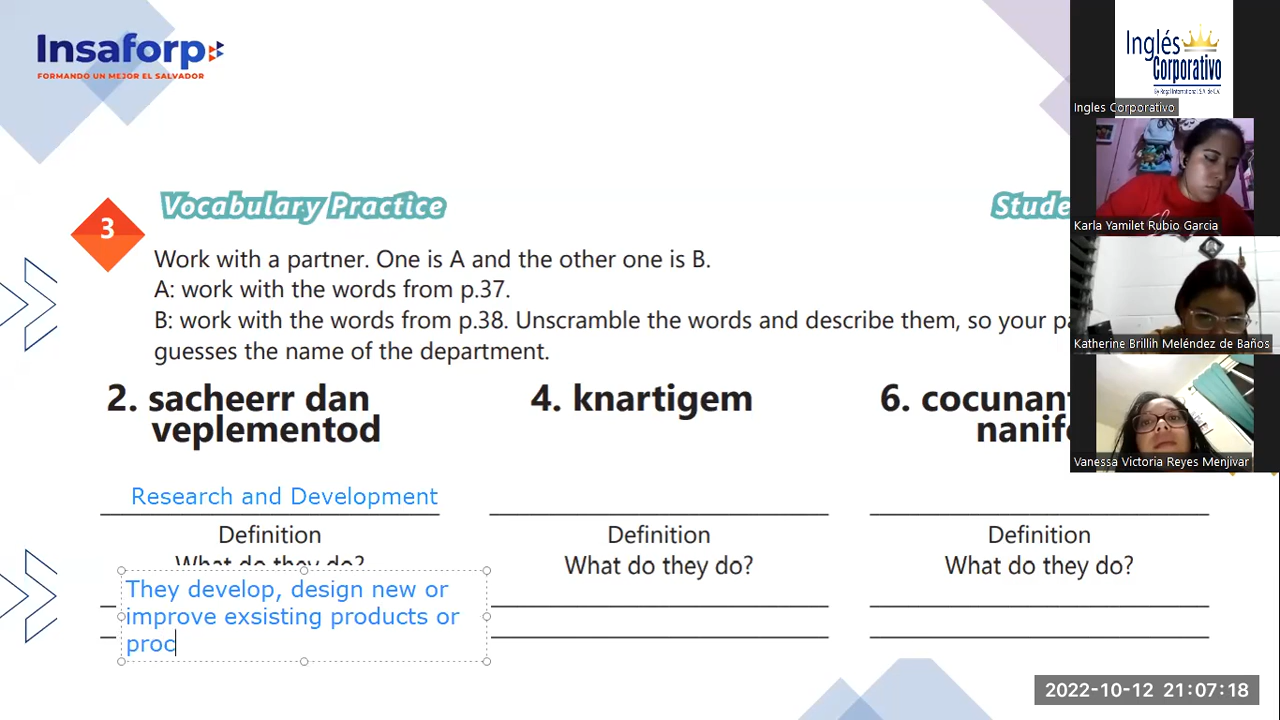 Insaforp
FORMANDO UN MEJOR EL SALVADOR
Inglés
Corporativo
Ingles Corporativo
Karla Yamilet Rubio Garcia
Katherine Brillih Meléndez de Baños
Vanessa Victoria Reyes Menjivar
3
Vocabulary Practice
Stude
Work with a partner. One is A and the other one is B.
A: work with the words from p.37.
B: work with the words from p.38. Unscramble the words and describe them, so your pa
guesses the name of the department.
2. sacheerr dan
veplementod
4. knartigem
6. cocunant
nanife
Research and Development
Definition
What do they do?
They develop, design new or
improve exsisting products or
proc
Definition
What do they do?
Definition
What do they do?
2022-10-12 21:07:18